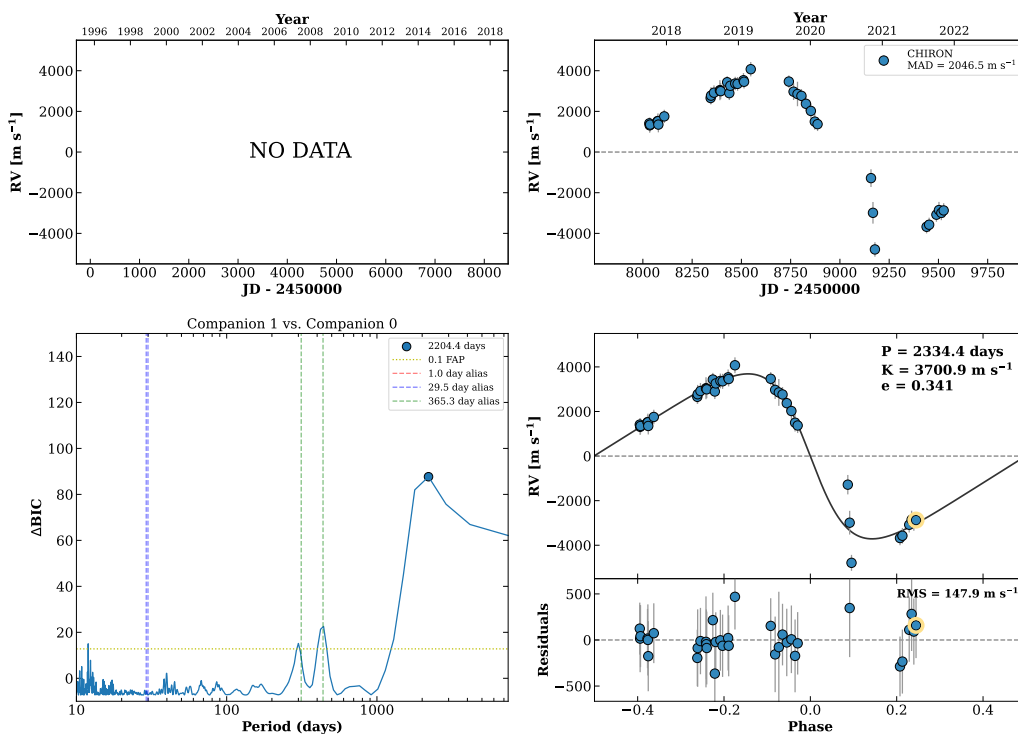 Year
1996 1998 2000 2002 2004 2006 2008 2010 2012 2014 2016 2018
4000
2000
0
−2000
−4000
RV [m s⁻¹]
NO DATA
0 1000 2000 3000 4000 5000 6000 7000 8000
JD - 2450000
Year
2018 2019 2020 2021 2022
4000
2000
0
−2000
−4000
RV [m s⁻¹]
CHIRON
MAD = 2046.5 m s⁻¹
8000 8250 8500 8750 9000 9250 9500 9750
JD - 2450000
Companion 1 vs. Companion 0
140
120
100
80
60
40
20
0
ΔBIC
2204.4 days
0.1 FAP
1.0 day alias
29.5 day alias
365.3 day alias
10 100 1000
Period (days)
4000
2000
0
−2000
−4000
RV [m s⁻¹]
P = 2334.4 days
K = 3700.9 m s⁻¹
e = 0.341
500
0
−500
Residuals
RMS = 147.9 m s⁻¹
−0.4 −0.2 0.0 0.2 0.4
Phase